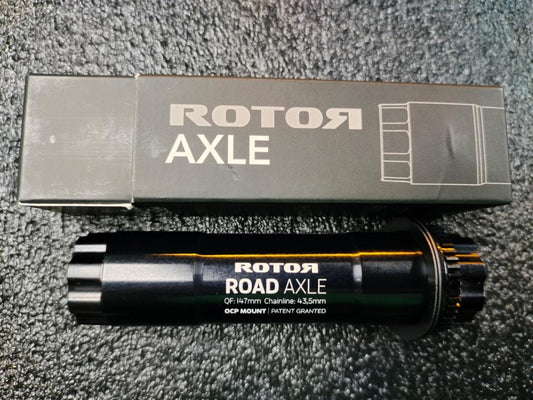 ROTOR
AXLE
ROTOR
ROAD AXLE
QF: 147mm Chainline: 43,5mm
OCP MOUNT | PATENT GRANTED